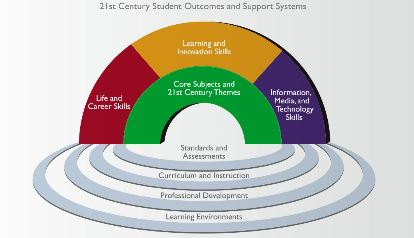 21st Century Student Outcomes and Support Systems
Learning and
Innovation Skills
Core Subjects and
21st Century Themes
Life and
Career Skills
Information,
Media, and
Technology
Skills
Standards and
Assessments
Curriculum and Instruction
Professional Development
Learning Environments